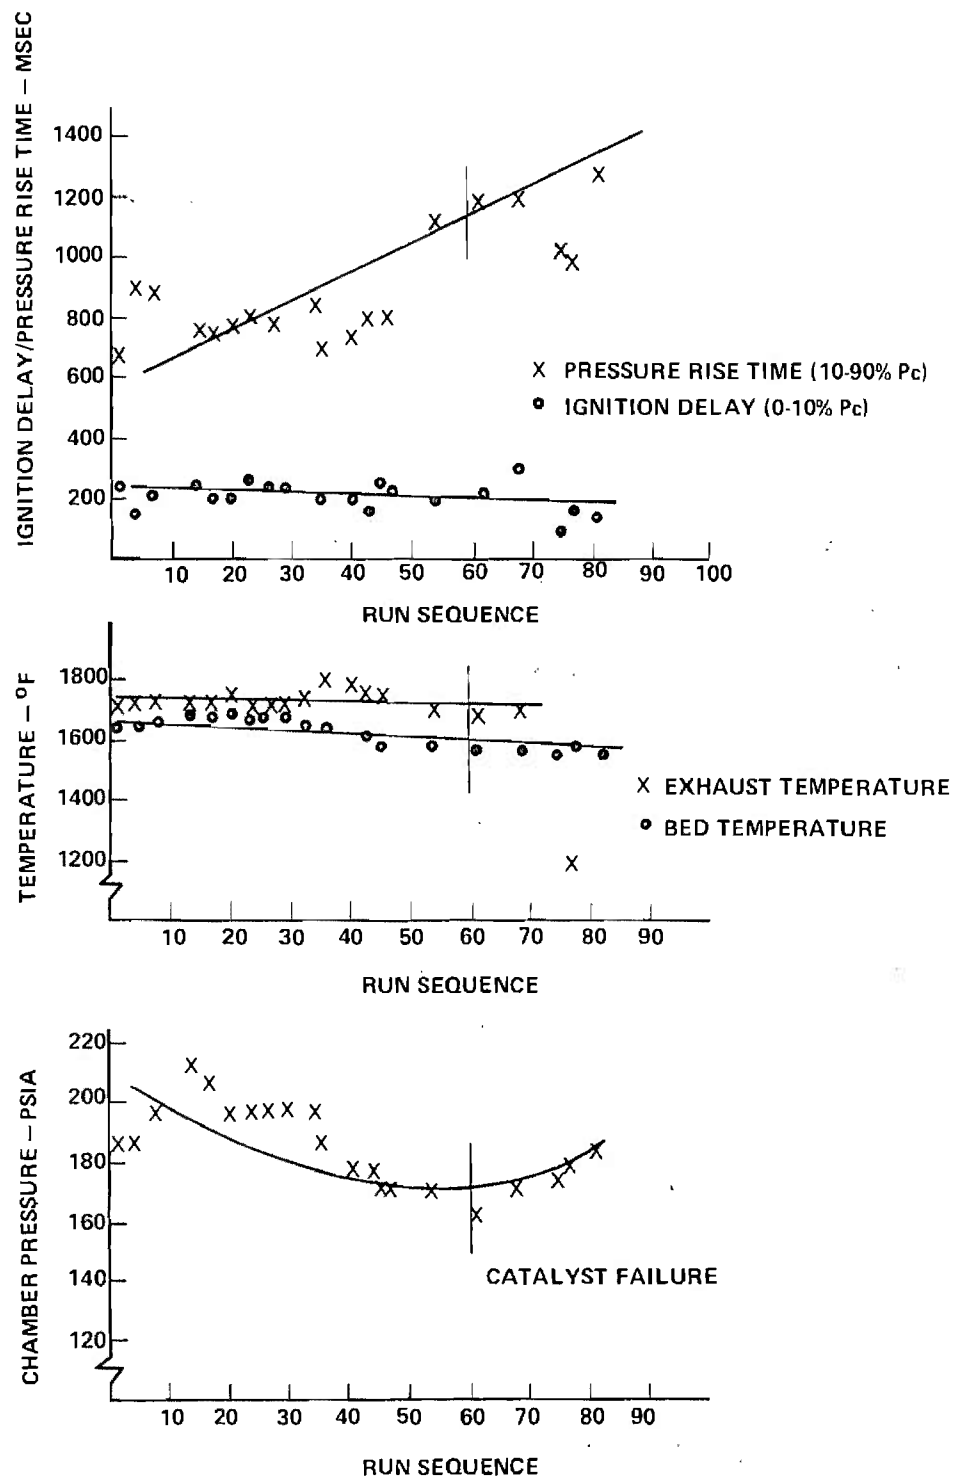 IGNITION DELAY/PRESSURE RISE TIME — MSEC
1400
1200
1000
800
600
400
200
X PRESSURE RISE TIME (10-90% Pc)
IGNITION DELAY (0-10% Pc)
10 20 30 40 50 60 70 80 90 100
RUN SEQUENCE
TEMPERATURE — °F
1800
1600
1400
1200
X EXHAUST TEMPERATURE
BED TEMPERATURE
10 20 30 40 50 60 70 80 90
RUN SEQUENCE
CHAMBER PRESSURE — PSIA
220
200
180
160
140
120
CATALYST FAILURE
10 20 30 40 50 60 70 80 90
RUN SEQUENCE